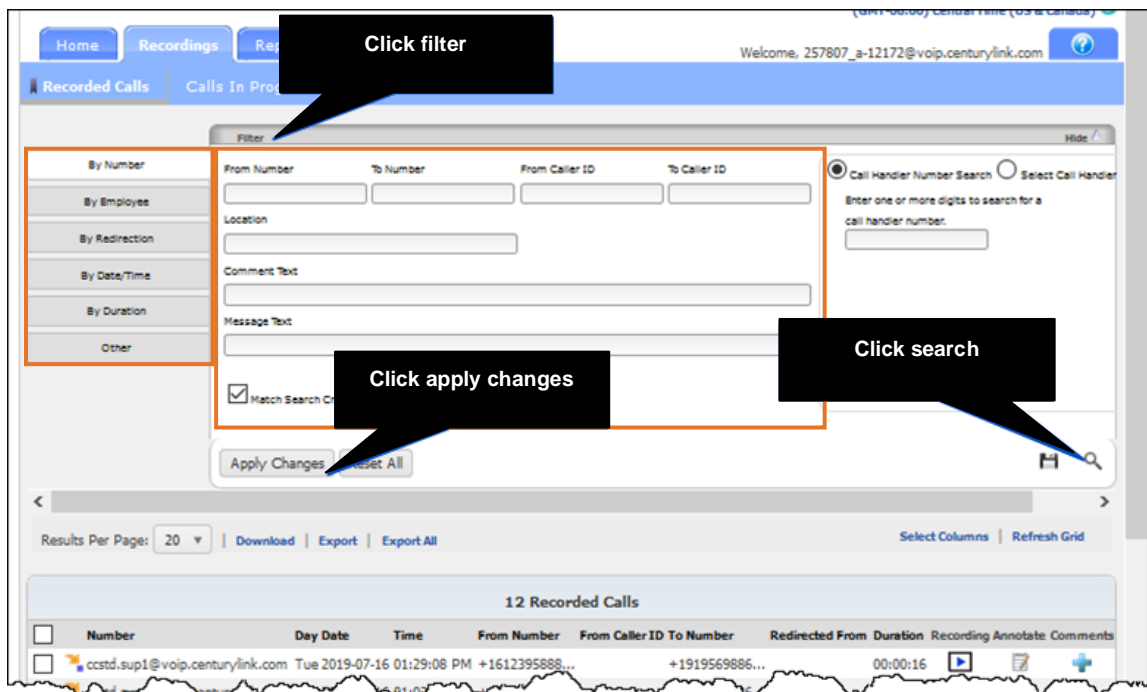 Central Time (US & Canada)
Home Recordings Click filter
Welcome, 257807_a-12172@voip.centurylink.com ?
Recorded Calls Calls In
Filter Hide
By Number
By Employee
By Redirection
By Date/Time
By Duration
Other
From Number To Number From Caller ID To Caller ID
Location
Comment Text
Message Text
Call Handler Number Search Select Call Handler
Enter one or more digits to search for a
call handler number.
Click search
Click apply changes
Match Search
Apply Changes All
Results Per Page: 20 | Download | Export | Export All Select Columns | Refresh Grid
12 Recorded Calls
Number Day Date Time From Number From Caller ID To Number Redirected From Duration Recording Annotate Comments
ccstd.sup1@voip.centurylink.com Tue 2019-07-16 01:29:08 PM +1612395888... +1919569886... 00:00:16